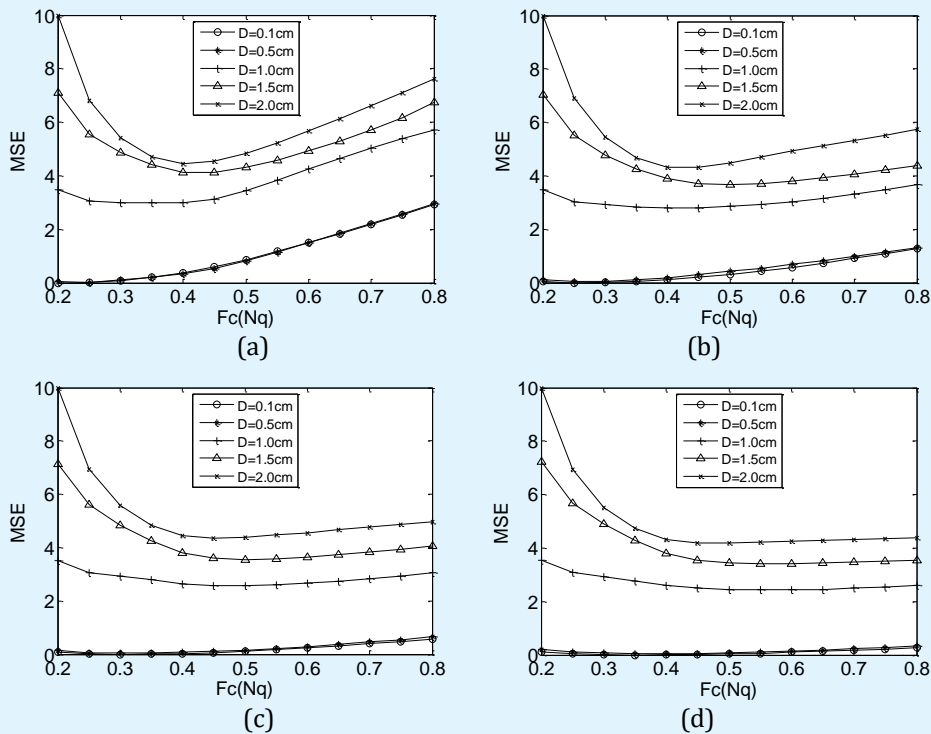 10
8
6
4
2
0
MSE
D=0.1cm
D=0.5cm
D=1.0cm
D=1.5cm
D=2.0cm
0.2 0.3 0.4 0.5 0.6 0.7 0.8
Fc(Nq)
(a)
10
8
6
4
2
0
MSE
D=0.1cm
D=0.5cm
D=1.0cm
D=1.5cm
D=2.0cm
0.2 0.3 0.4 0.5 0.6 0.7 0.8
Fc(Nq)
(b)
10
8
6
4
2
0
MSE
D=0.1cm
D=0.5cm
D=1.0cm
D=1.5cm
D=2.0cm
0.2 0.3 0.4 0.5 0.6 0.7 0.8
Fc(Nq)
(c)
10
8
6
4
2
0
MSE
D=0.1cm
D=0.5cm
D=1.0cm
D=1.5cm
D=2.0cm
0.2 0.3 0.4 0.5 0.6 0.7 0.8
Fc(Nq)
(d)